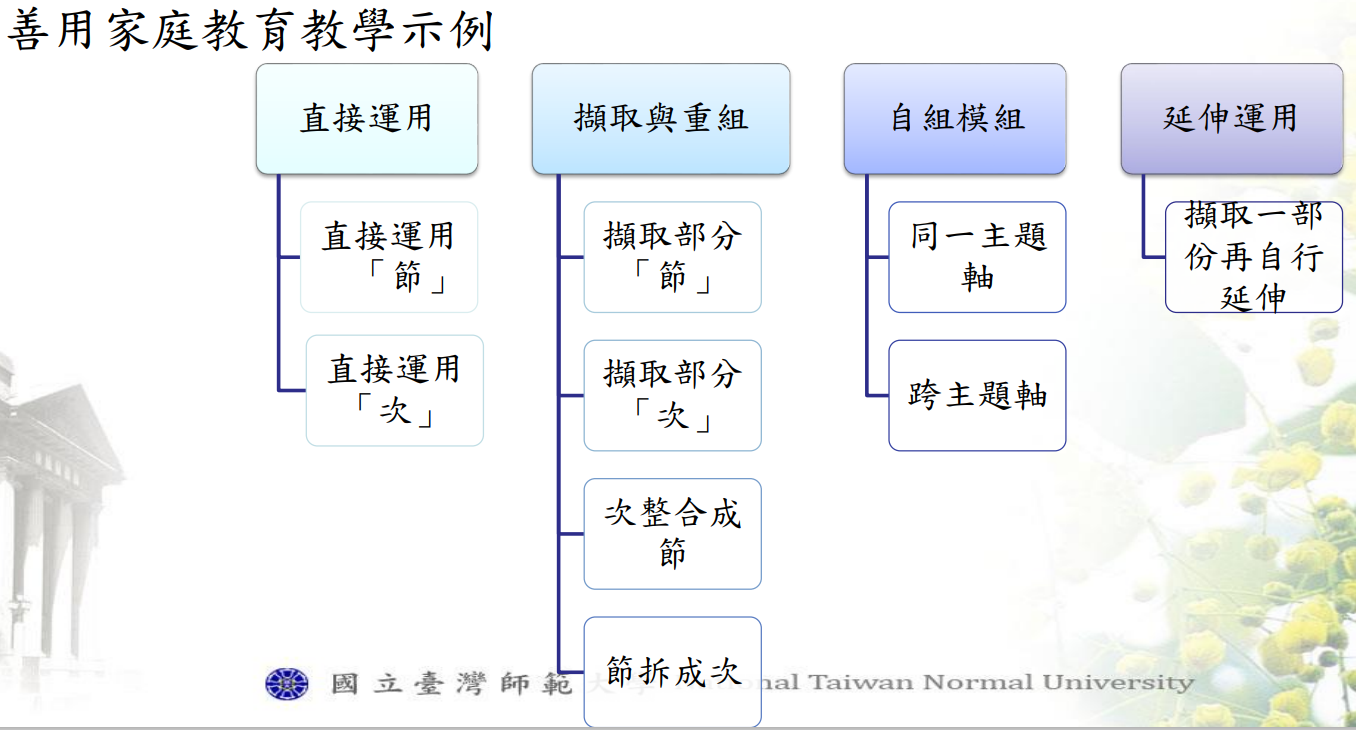 善用家庭教育教學示例
直接運用
直接運用
「節」
直接運用
「次」
擷取與重組
擷取部分
「節」
擷取部分
「次」
次整合成
節
節拆成次
自組模組
同一主題
軸
跨主題軸
延伸運用
擷取一部
份再自行
延伸
國立臺灣師範大學 National Taiwan Normal University